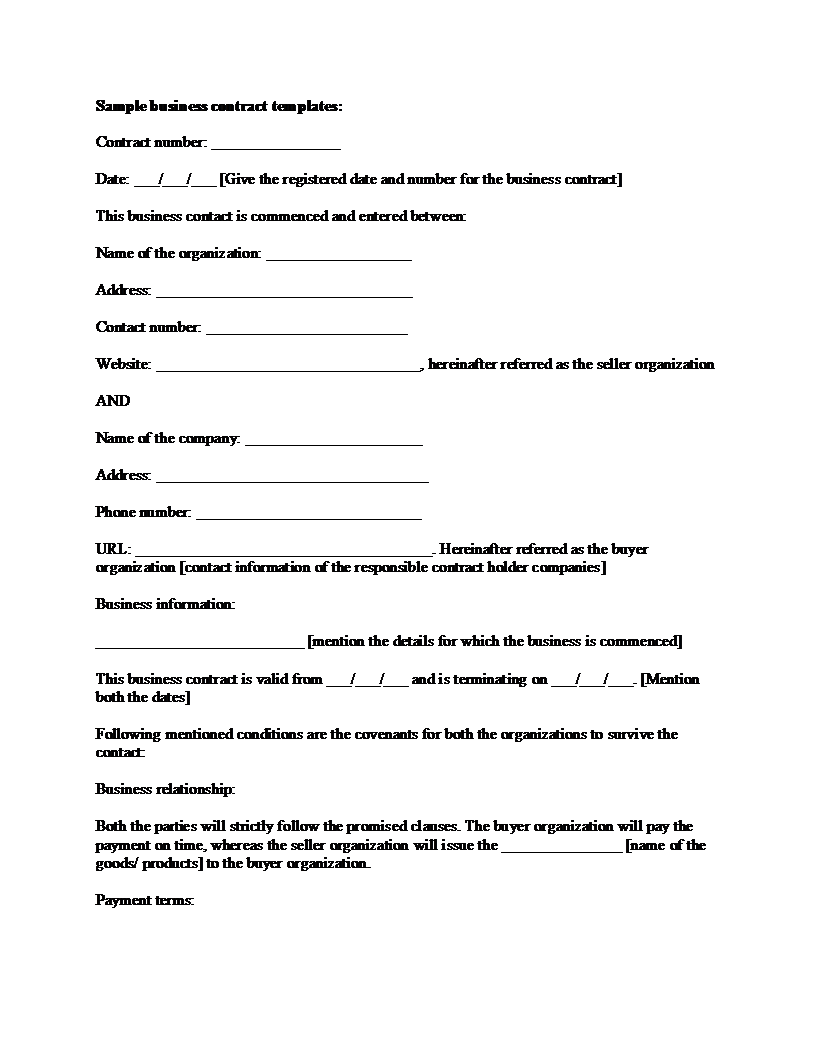 Sample business contract templates:
Contract number: _________________
Date: ___/___/___ [Give the registered date and number for the business contract]
This business contact is commenced and entered between:
Name of the organization: ___________________
Address: __________________________________
Contact number: __________________________
Website: ___________________________________, hereinafter referred as the seller organization
AND
Name of the company: _______________________
Address: ____________________________________
Phone number: ______________________________
URL: _______________________________________. Hereinafter referred as the buyer
organization [contact information of the responsible contract holder companies]
Business information:
___________________________ [mention the details for which the business is commenced]
This business contract is valid from ___/___/___ and is terminating on ___/___/___. [Mention
both the dates]
Following mentioned conditions are the covenants for both the organizations to survive the
contact:
Business relationship:
Both the parties will strictly follow the promised clauses. The buyer organization will pay the
payment on time, whereas the seller organization will issue the ________________ [name of the
goods/ products] to the buyer organization.
Payment terms: